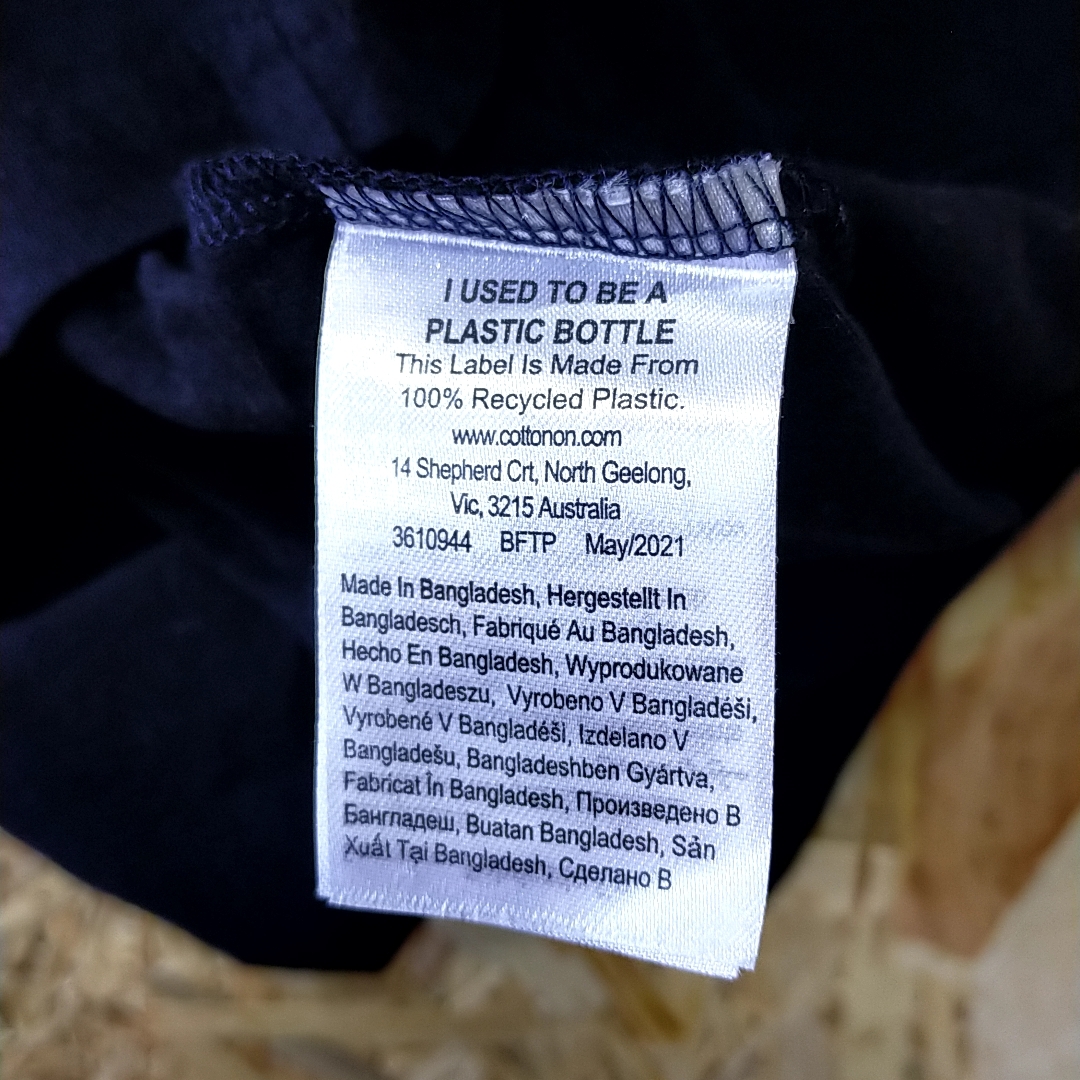 I USED TO BE A
PLASTIC BOTTLE
This Label Is Made From
100% Recycled Plastic.
www.cottonon.com
14 Shepherd Crt, North Geelong,
Vic, 3215 Australia
3610944 BFTP May/2021
Made In Bangladesh, Hergestellt In
Bangladesch, Fabriqué Au Bangladesh,
Hecho En Bangladesh, Wyprodukowane
W Bangladeszu, Vyrobeno V Bangladéši,
Vyrobené V Bangladéši, Izdelano V
Bangladešu, Bangladeshben Gyártva,
Fabricat În Bangladesh, Произведено В
Бангладеш, Buatan Bangladesh, Sản
Xuất Tại Bangladesh, Сделано В